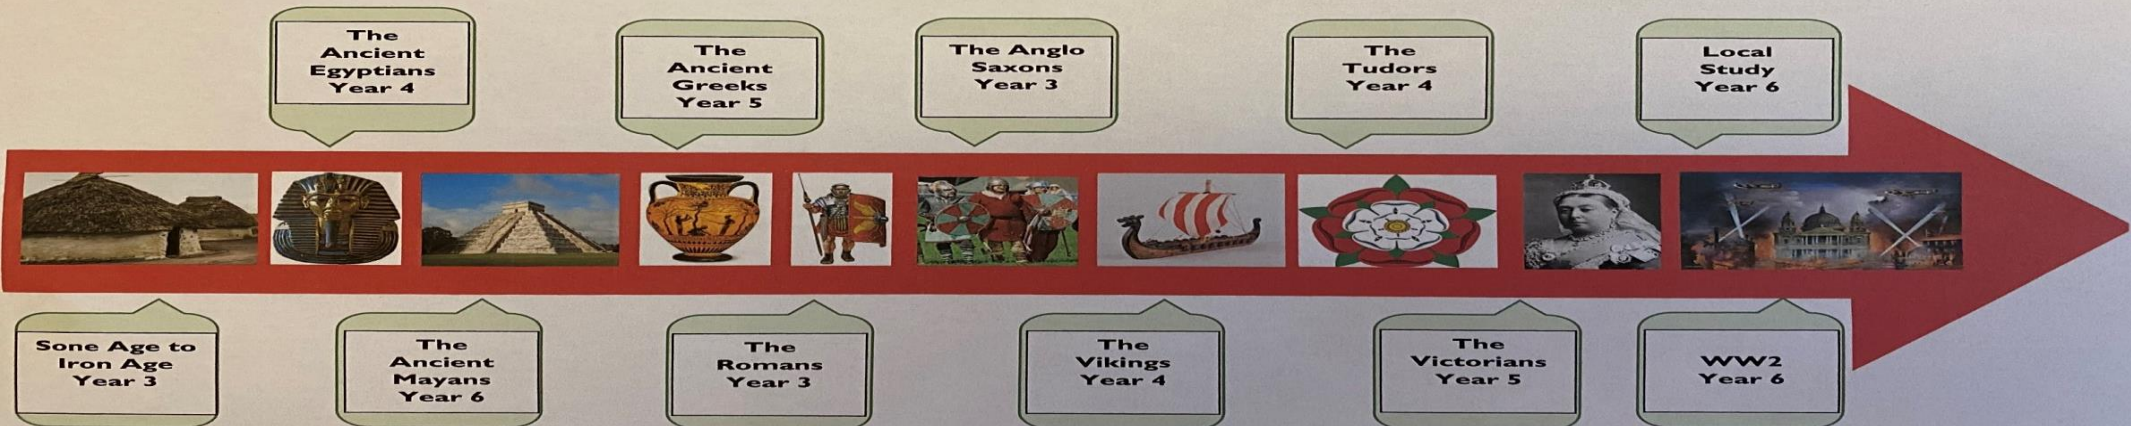 The
Ancient
Egyptians
Year 4
The
Ancient
Greeks
Year 5
The Anglo
Saxons
Year 3
The
Tudors
Year 4
Local
Study
Year 6
Sone Age to
Iron Age
Year 3
The
Ancient
Mayans
Year 6
The
Romans
Year 3
The
Vikings
Year 4
The
Victorians
Year 5
WW2
Year 6